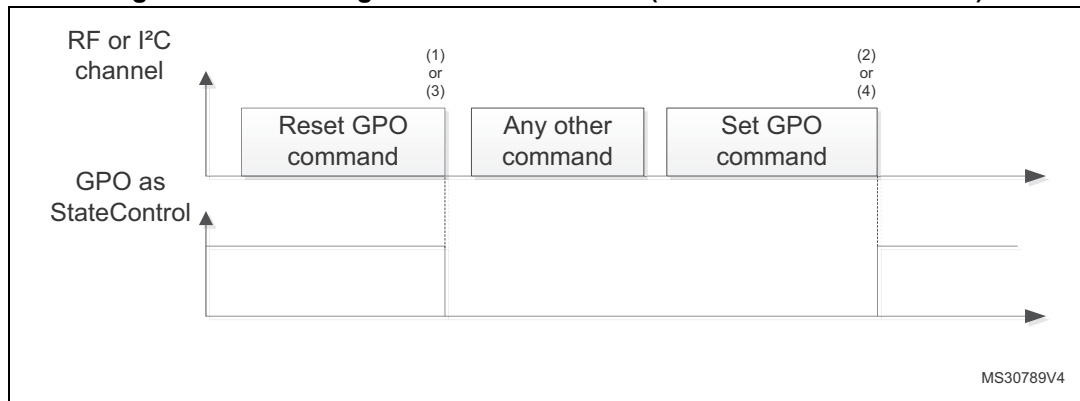 RF or I²C
channel
(1)
or
(3)
(2)
or
(4)
Reset GPO
command
Any other
command
Set GPO
command
GPO as
StateControl
MS30789V4